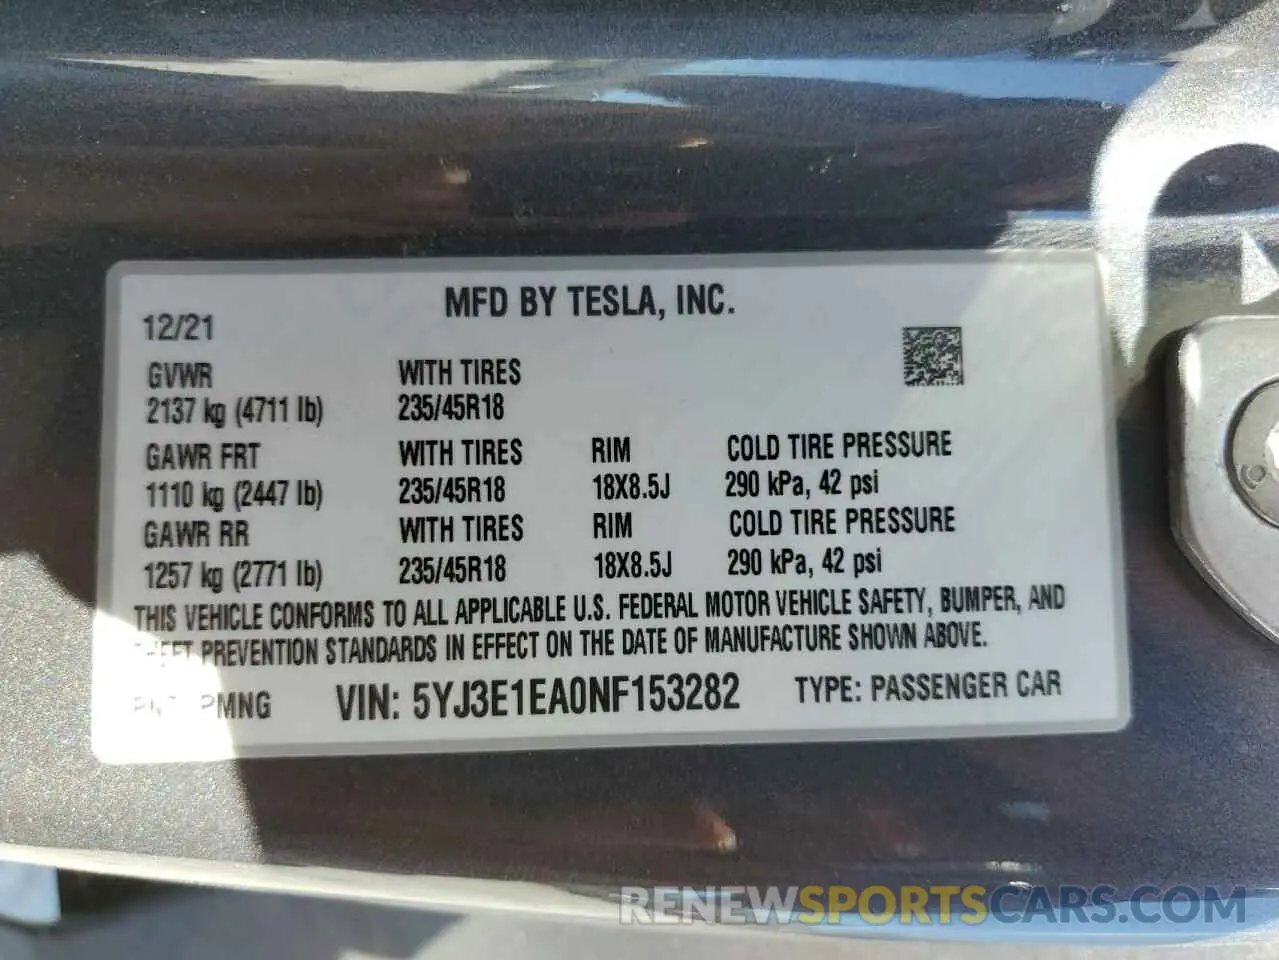 MFD BY TESLA, INC.
12/21
GVWR WITH TIRES
2137 kg (4711 lb) 235/45R18
GAWR FRT WITH TIRES RIM COLD TIRE PRESSURE
1110 kg (2447 lb) 235/45R18 18X8.5J 290 kPa, 42 psi
GAWR RR WITH TIRES RIM COLD TIRE PRESSURE
1257 kg (2771 lb) 235/45R18 18X8.5J 290 kPa, 42 psi
THIS VEHICLE CONFORMS TO ALL APPLICABLE U.S. FEDERAL MOTOR VEHICLE SAFETY, BUMPER, AND
THEFT PREVENTION STANDARDS IN EFFECT ON THE DATE OF MANUFACTURE SHOWN ABOVE.
PMNG VIN: 5YJ3E1EA0NF153282 TYPE: PASSENGER CAR
RENEWSPORTSCARS.COM